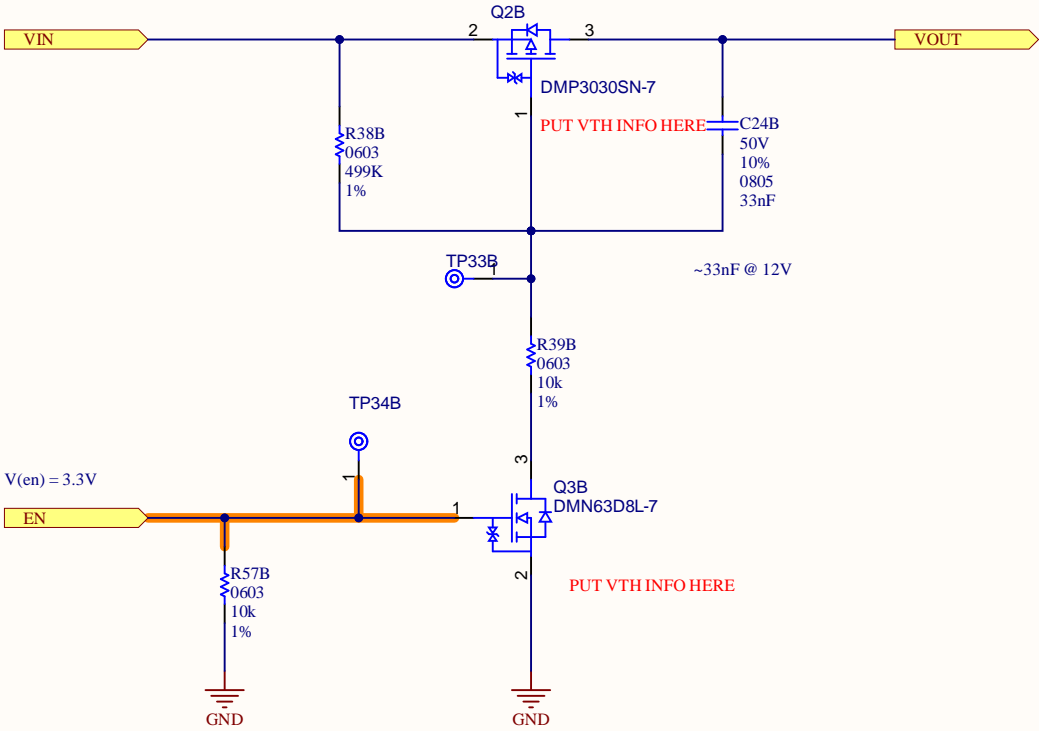 Q2B
VIN
2
3
VOUT
DMP3030SN-7
1
PUT VTH INFO HERE
R38B
0603
499K
1%
C24B
50V
10%
0805
33nF
TP33B
1
~33nF @ 12V
R39B
0603
10k
1%
TP34B
1
3
V(en) = 3.3V
EN
1
Q3B
DMN63D8L-7
2
PUT VTH INFO HERE
R57B
0603
10k
1%
GND
GND